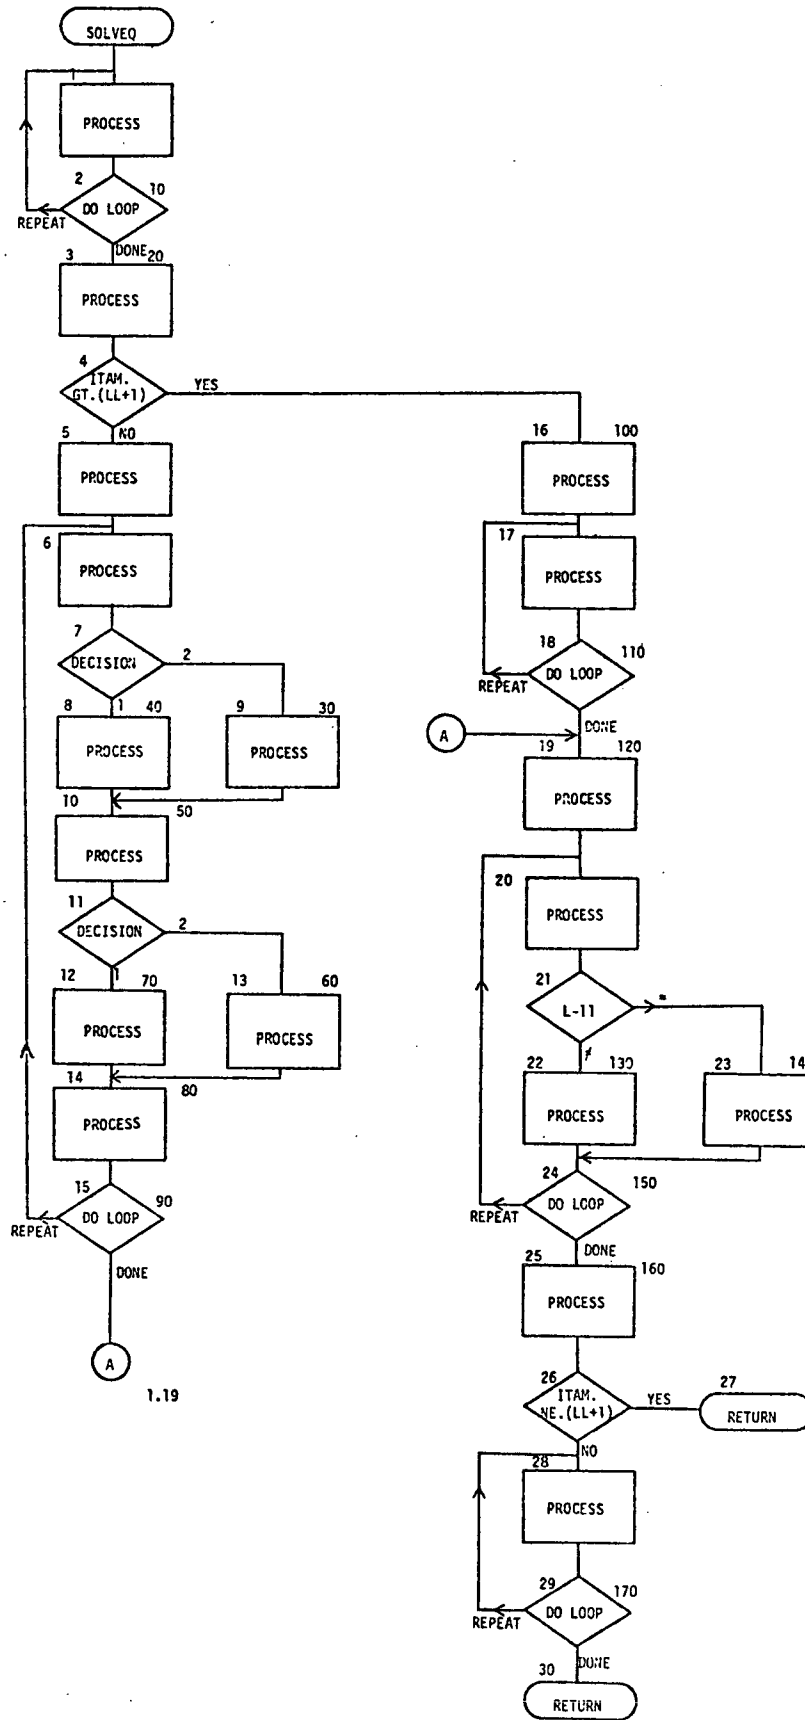 SOLVEQ
PROCESS
2 10
DO LOOP
REPEAT
DONE
3 20
PROCESS
4
ITAM.
GT.(LL+1)
YES
NO
5
PROCESS
6
PROCESS
7
DECISION
2
1
8 40
PROCESS
9 30
PROCESS
50
10
PROCESS
11
DECISION
2
1
12 70
PROCESS
13 60
PROCESS
80
14
PROCESS
15 90
DO LOOP
REPEAT
DONE
A
1.19
16 100
PROCESS
17
PROCESS
18 110
DO LOOP
REPEAT
DONE
A
19 120
PROCESS
20
PROCESS
21
L-11
=
≠
22 130
PROCESS
23 14
PROCESS
24 150
DO LOOP
REPEAT
DONE
25 160
PROCESS
26
ITAM.
NE.(LL+1)
YES
27
RETURN
NO
28
PROCESS
29 170
DO LOOP
REPEAT
DONE
30
RETURN